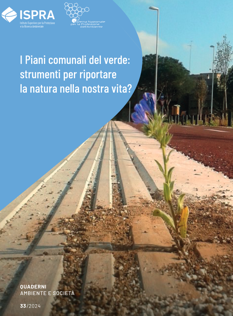 ISPRA
I Piani comunali del verde:
strumenti per riportare
la natura nella nostra vita?
QUADERNI
AMBIENTE E SOCIETÀ
33/2024